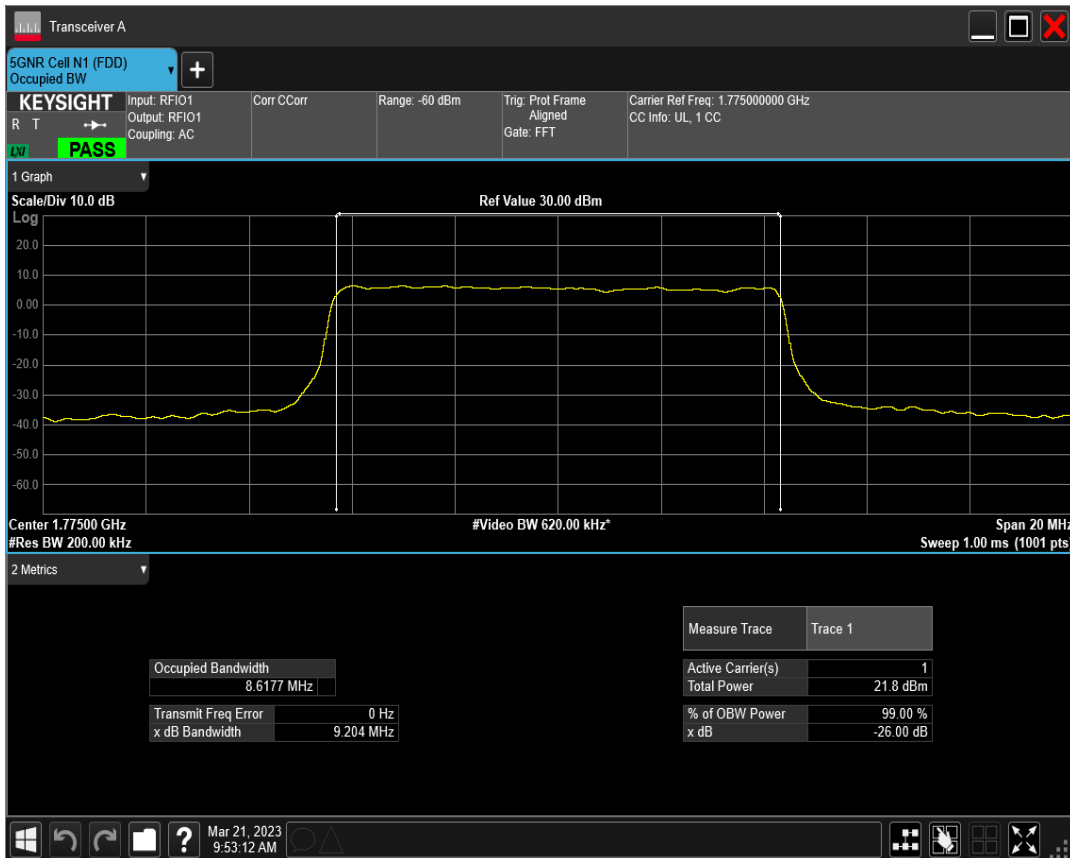 Transceiver A
5GNR Cell N1 (FDD)
Occupied BW
+
KEYSIGHT
R T
LXI
PASS
Input: RFIO1
Output: RFIO1
Coupling: AC
Corr CCorr
Range: -60 dBm
Trig: Prot Frame
Aligned
Gate: FFT
Carrier Ref Freq: 1.775000000 GHz
CC Info: UL, 1 CC
1 Graph
Scale/Div 10.0 dB
Ref Value 30.00 dBm
Log
20.0
10.0
0.00
-10.0
-20.0
-30.0
-40.0
-50.0
-60.0
Center 1.77500 GHz
#Video BW 620.00 kHz*
Span 20 MHz
#Res BW 200.00 kHz
Sweep 1.00 ms (1001 pts)
2 Metrics
Measure Trace Trace 1
Occupied Bandwidth
8.6177 MHz
Active Carrier(s) 1
Total Power 21.8 dBm
Transmit Freq Error 0 Hz
x dB Bandwidth 9.204 MHz
% of OBW Power 99.00 %
x dB -26.00 dB
?
Mar 21, 2023
9:53:12 AM